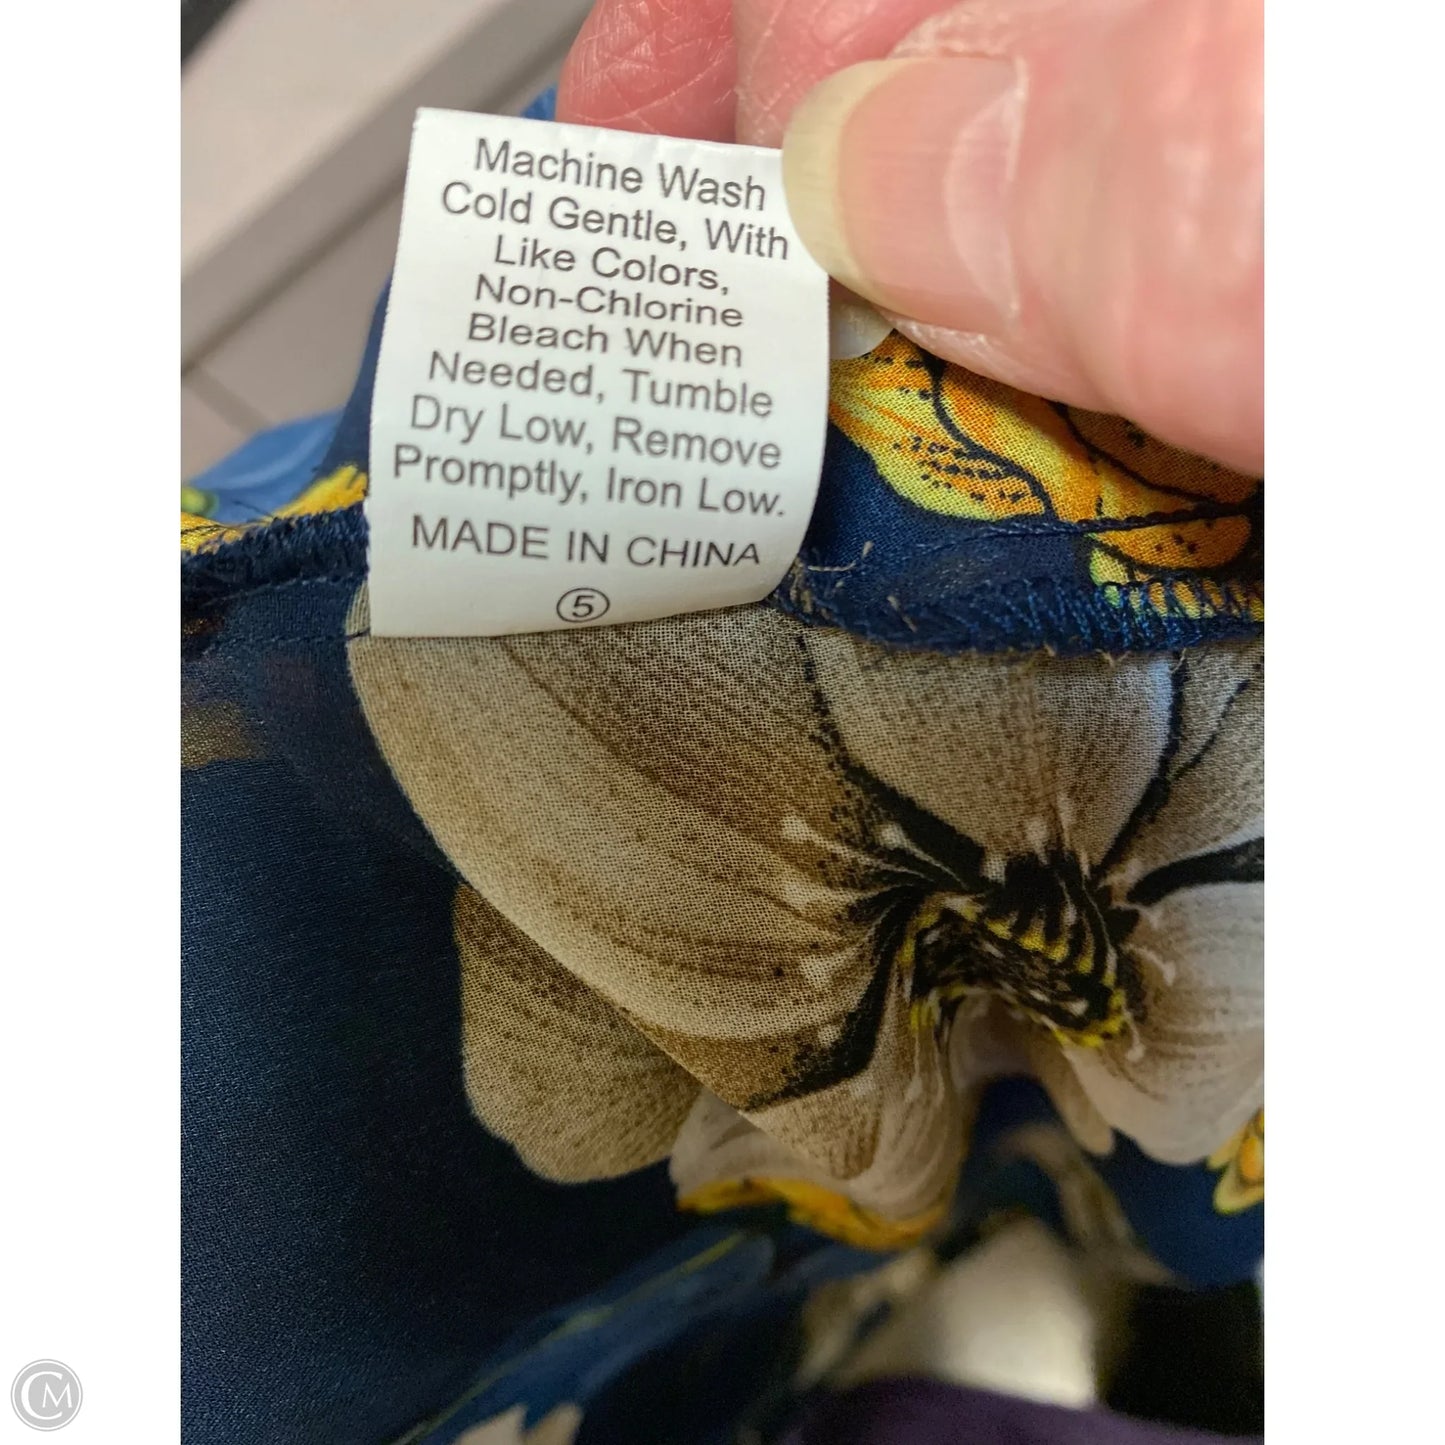 Machine Wash
Cold Gentle, With
Like Colors,
Non-Chlorine
Bleach When
Needed, Tumble
Dry Low, Remove
Promptly, Iron Low.
MADE IN CHINA
⑤
CM